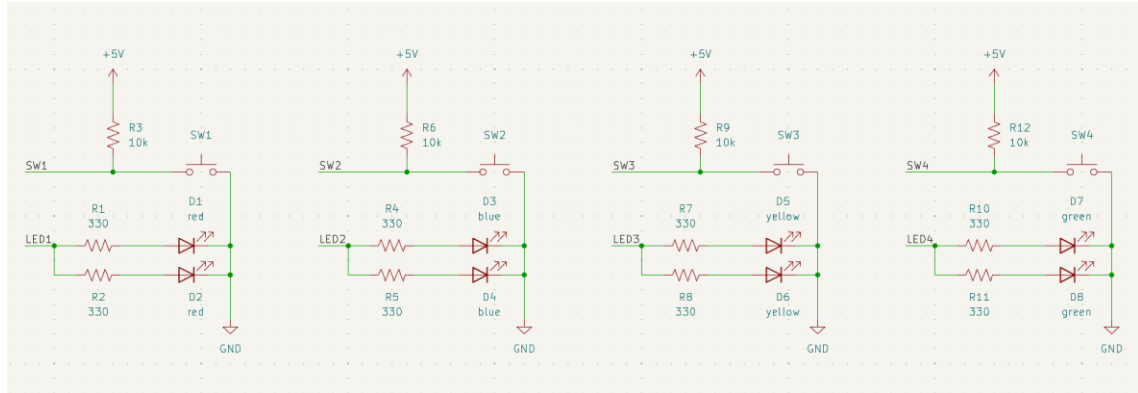 +5V
R3
10k
SW1
SW1
R1
330
D1
red
LED1
R2
330
D2
red
GND
+5V
R6
10k
SW2
SW2
R4
330
D3
blue
LED2
R5
330
D4
blue
GND
+5V
R9
10k
SW3
SW3
R7
330
D5
yellow
LED3
R8
330
D6
yellow
GND
+5V
R12
10k
SW4
SW4
R10
330
D7
green
LED4
R11
330
D8
green
GND